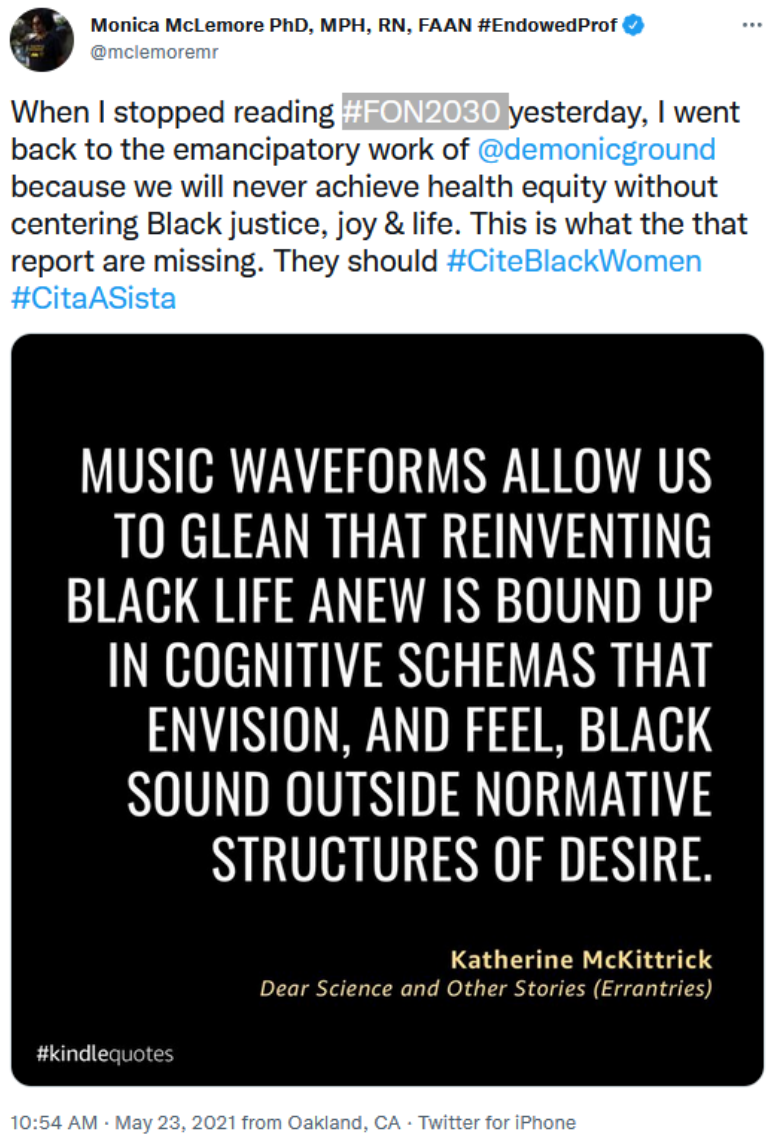 Monica McLemore PhD, MPH, RN, FAAN #EndowedProf
@mclemoremr
When I stopped reading #FON2030 yesterday, I went
back to the emancipatory work of @demonicground
because we will never achieve health equity without
centering Black justice, joy & life. This is what the that
report are missing. They should #CiteBlackWomen
#CitaASista
MUSIC WAVEFORMS ALLOW US
TO GLEAN THAT REINVENTING
BLACK LIFE ANEW IS BOUND UP
IN COGNITIVE SCHEMAS THAT
ENVISION, AND FEEL, BLACK
SOUND OUTSIDE NORMATIVE
STRUCTURES OF DESIRE.
Katherine McKittrick
Dear Science and Other Stories (Errantries)
#kindlequotes
10:54 AM · May 23, 2021 from Oakland, CA · Twitter for iPhone